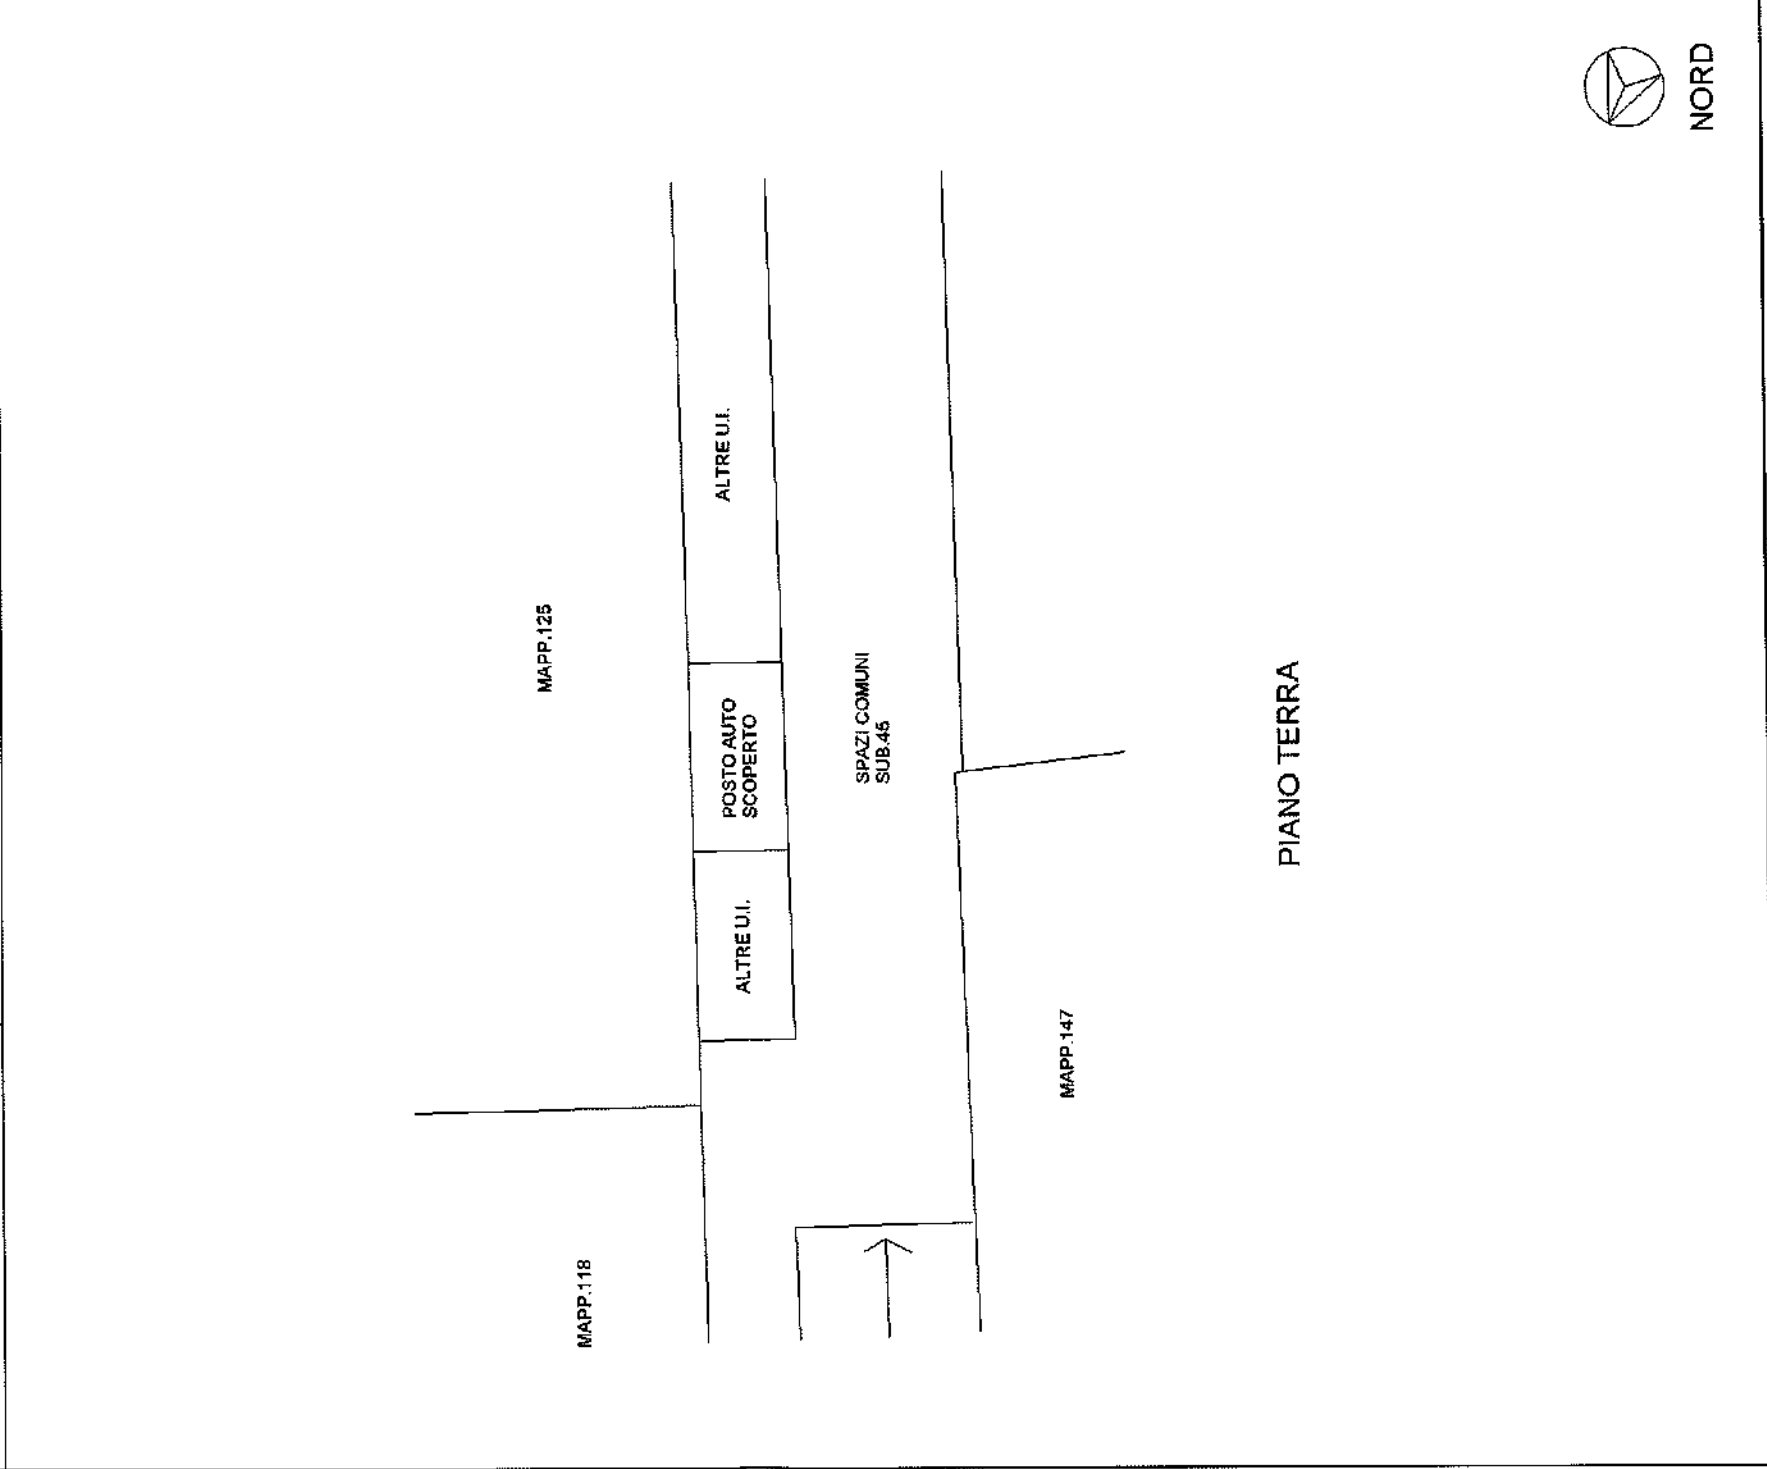 MAPP.118
MAPP.125
ALTRE U.I.
POSTO AUTO
SCOPERTO
ALTRE U.I.
SPAZI COMUNI
SUB.45
MAPP.147
PIANO TERRA
NORD